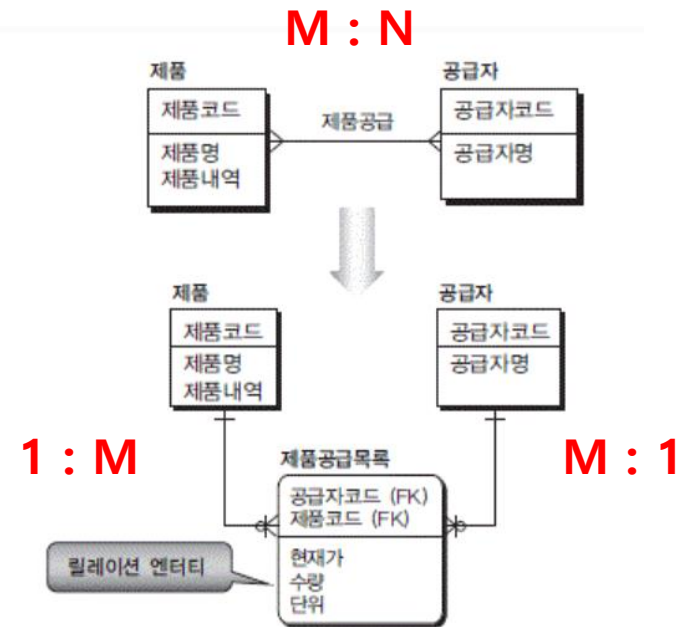 M : N
제품
공급자
제품코드
제품공급
공급자코드
제품명
제품내역
공급자명
제품
공급자
제품코드
제품명
제품내역
공급자코드
공급자명
1 : M
M : 1
제품공급목록
공급자코드 (FK)
제품코드 (FK)
현재가
수량
단위
릴레이션 엔터티